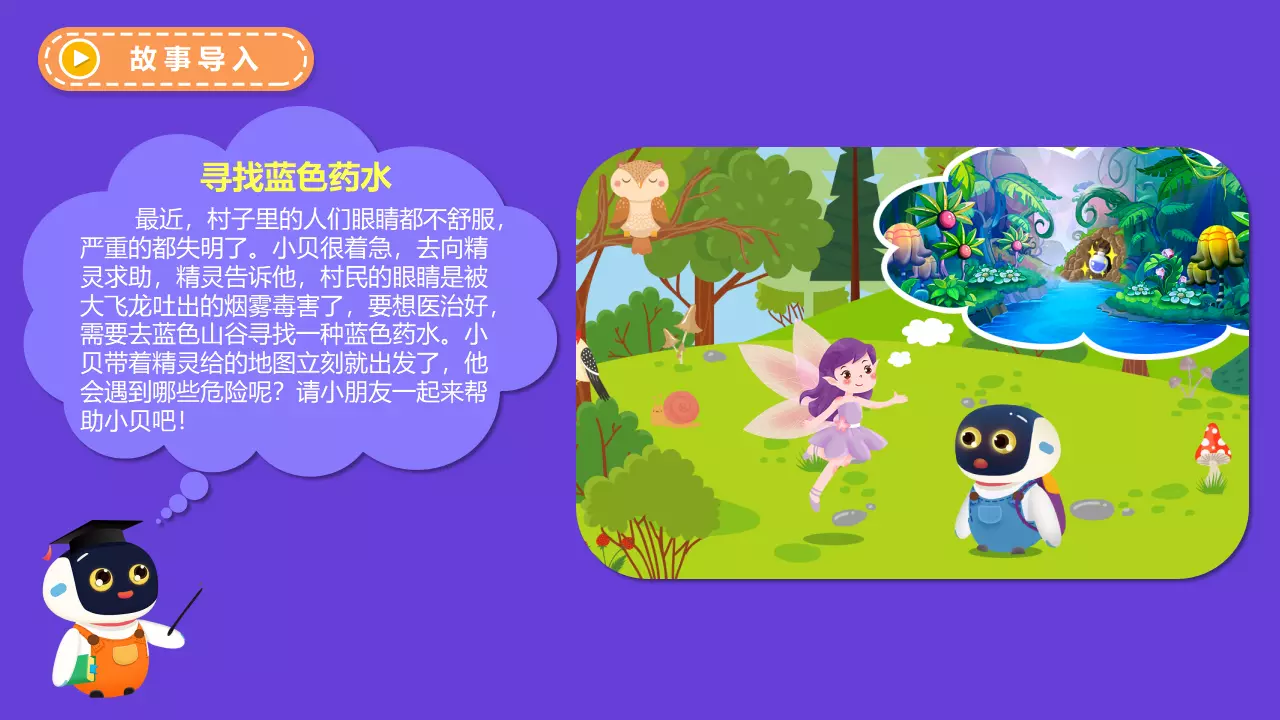 故事导入
寻找蓝色药水
最近，村子里的人们眼睛都不舒服，
严重的都失明了。小贝很着急，去向精
灵求助，精灵告诉他，村民的眼睛是被
大飞龙吐出的烟雾毒害了，要想医治好，
需要去蓝色山谷寻找一种蓝色药水。小
贝带着精灵给的地图立刻就出发了，他
会遇到哪些危险呢？请小朋友一起来帮
助小贝吧！